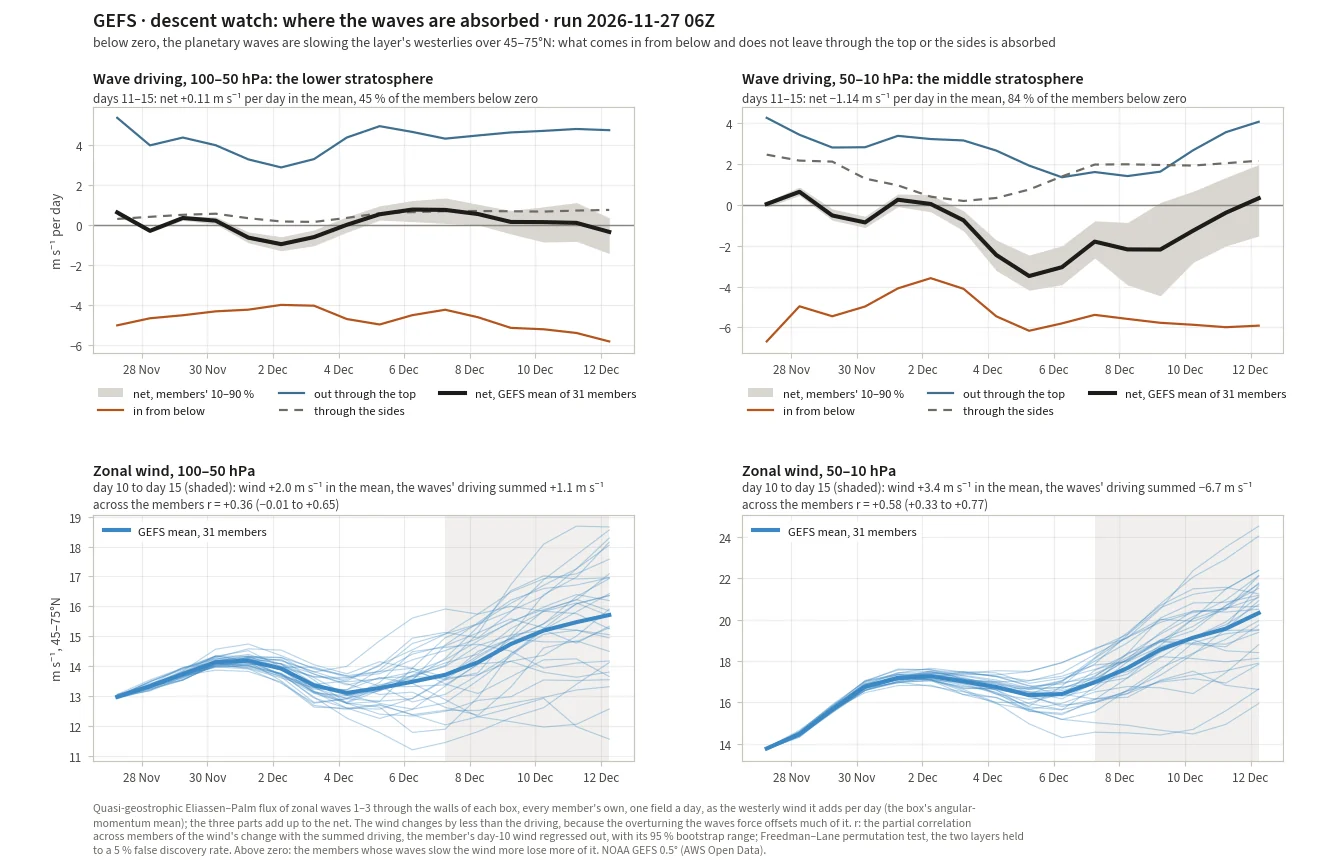 GEFS · descent watch: where the waves are absorbed · run 2026-11-27 06Z
below zero, the planetary waves are slowing the layer's westerlies over 45–75°N: what comes in from below and does not leave through the top or the sides is absorbed
Wave driving, 100–50 hPa: the lower stratosphere
days 11–15: net +0.11 m s⁻¹ per day in the mean, 45 % of the members below zero
m s⁻¹ per day
4
2
0
−2
−4
−6
28 Nov
30 Nov
2 Dec
4 Dec
6 Dec
8 Dec
10 Dec
12 Dec
net, members' 10–90 %
out through the top
net, GEFS mean of 31 members
in from below
through the sides
Wave driving, 50–10 hPa: the middle stratosphere
days 11–15: net −1.14 m s⁻¹ per day in the mean, 84 % of the members below zero
4
2
0
−2
−4
−6
28 Nov
30 Nov
2 Dec
4 Dec
6 Dec
8 Dec
10 Dec
12 Dec
net, members' 10–90 %
out through the top
net, GEFS mean of 31 members
in from below
through the sides
Zonal wind, 100–50 hPa
day 10 to day 15 (shaded): wind +2.0 m s⁻¹ in the mean, the waves' driving summed +1.1 m s⁻¹
across the members r = +0.36 (−0.01 to +0.65)
m s⁻¹, 45–75°N
19
18
17
16
15
14
13
12
11
GEFS mean, 31 members
28 Nov
30 Nov
2 Dec
4 Dec
6 Dec
8 Dec
10 Dec
12 Dec
Zonal wind, 50–10 hPa
day 10 to day 15 (shaded): wind +3.4 m s⁻¹ in the mean, the waves' driving summed −6.7 m s⁻¹
across the members r = +0.58 (+0.33 to +0.77)
24
22
20
18
16
14
GEFS mean, 31 members
28 Nov
30 Nov
2 Dec
4 Dec
6 Dec
8 Dec
10 Dec
12 Dec
Quasi-geostrophic Eliassen–Palm flux of zonal waves 1–3 through the walls of each box, every member's own, one field a day, as the westerly wind it adds per day (the box's angular-
momentum mean); the three parts add up to the net. The wind changes by less than the driving, because the overturning the waves force offsets much of it. r: the partial correlation
across members of the wind's change with the summed driving, the member's day-10 wind regressed out, with its 95 % bootstrap range; Freedman–Lane permutation test, the two layers held
to a 5 % false discovery rate. Above zero: the members whose waves slow the wind more lose more of it. NOAA GEFS 0.5° (AWS Open Data).